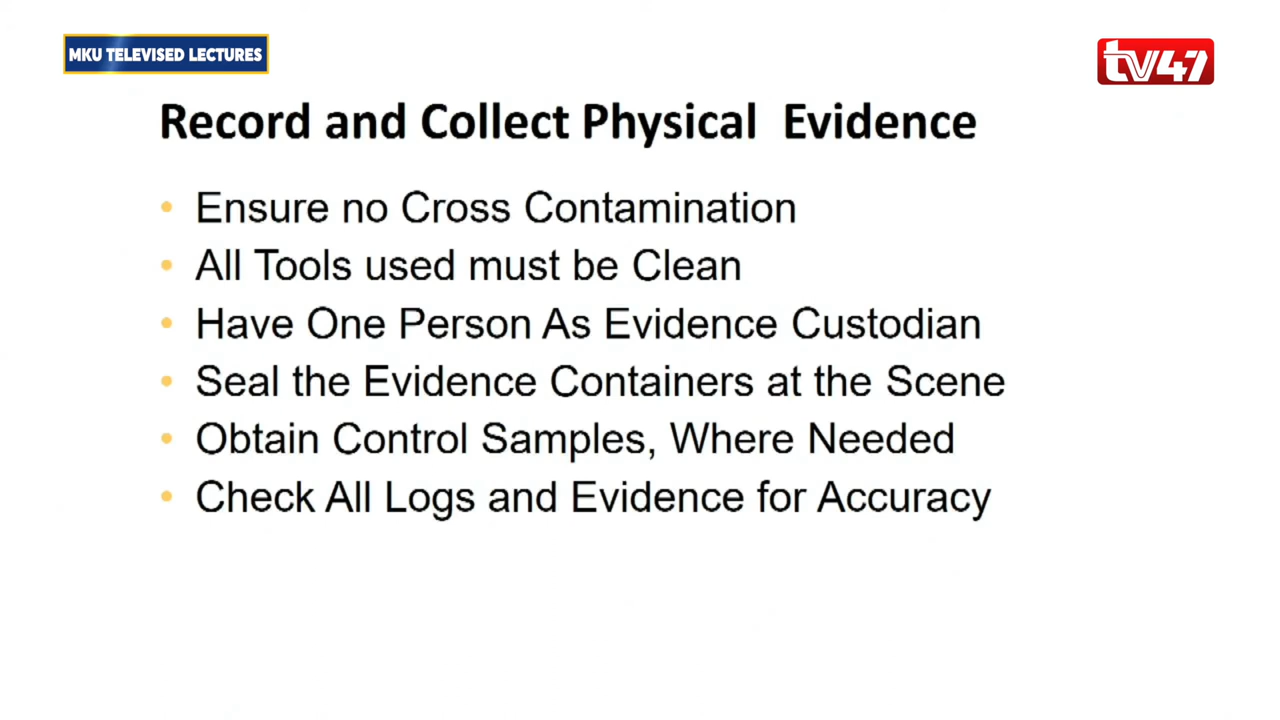 MKU TELEVISED LECTURES
tv47
Record and Collect Physical Evidence
• Ensure no Cross Contamination
• All Tools used must be Clean
• Have One Person As Evidence Custodian
• Seal the Evidence Containers at the Scene
• Obtain Control Samples, Where Needed
• Check All Logs and Evidence for Accuracy